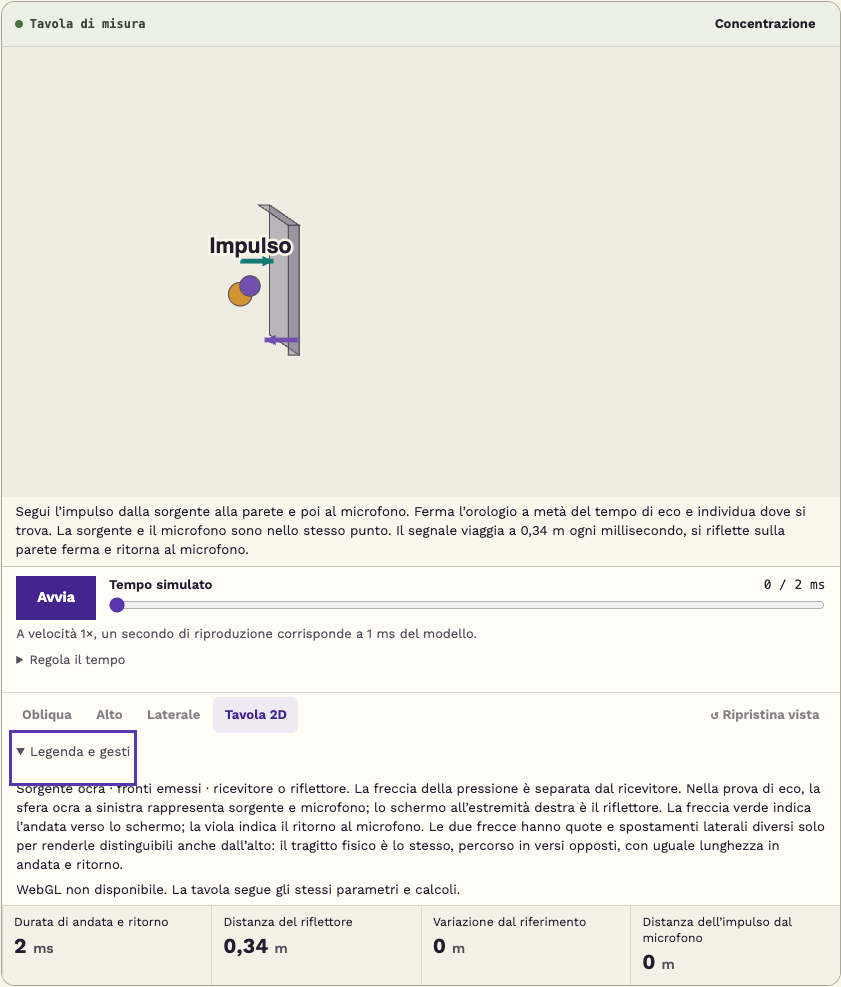 Tavola di misura
Concentrazione
Impulso
Segui l’impulso dalla sorgente alla parete e poi al microfono. Ferma l’orologio a metà del tempo di eco e individua dove si
trova. La sorgente e il microfono sono nello stesso punto. Il segnale viaggia a 0,34 m ogni millisecondo, si riflette sulla
parete ferma e ritorna al microfono.
Avvia
Tempo simulato
0 / 2 ms
A velocità 1×, un secondo di riproduzione corrisponde a 1 ms del modello.
▶ Regola il tempo
Obliqua
Alto
Laterale
Tavola 2D
↺ Ripristina vista
▼ Legenda e gesti
Sorgente ocra · fronti emessi · ricevitore o riflettore. La freccia della pressione è separata dal ricevitore. Nella prova di eco, la
sfera ocra a sinistra rappresenta sorgente e microfono; lo schermo all’estremità destra è il riflettore. La freccia verde indica
l’andata verso lo schermo; la viola indica il ritorno al microfono. Le due frecce hanno quote e spostamenti laterali diversi solo
per renderle distinguibili anche dall’alto: il tragitto fisico è lo stesso, percorso in versi opposti, con uguale lunghezza in
andata e ritorno.
WebGL non disponibile. La tavola segue gli stessi parametri e calcoli.
Durata di andata e ritorno
2 ms
Distanza del riflettore
0,34 m
Variazione dal riferimento
0 m
Distanza dell’impulso dal
microfono
0 m